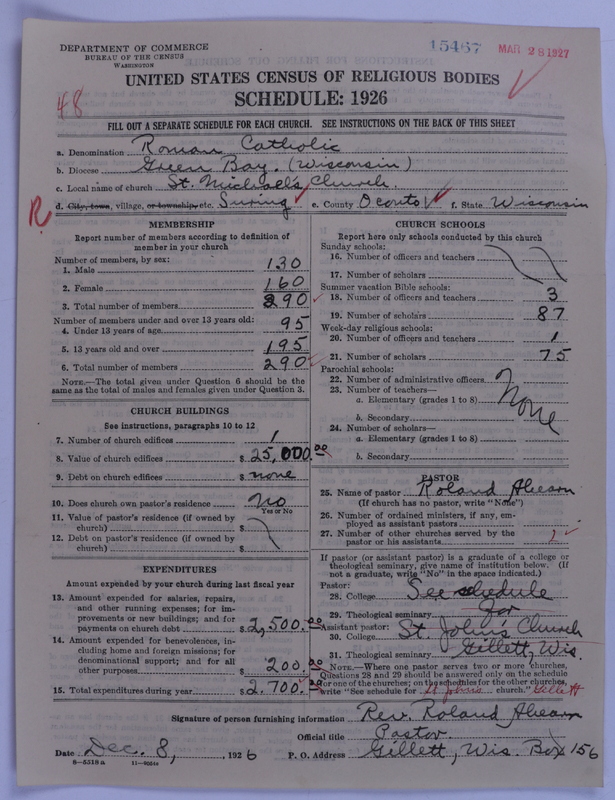 DEPARTMENT OF COMMERCE
BUREAU OF THE CENSUS
WASHINGTON
15467
MAR 28 1927
UNITED STATES CENSUS OF RELIGIOUS BODIES
SCHEDULE: 1926
48
FILL OUT A SEPARATE SCHEDULE FOR EACH CHURCH. SEE INSTRUCTIONS ON THE BACK OF THIS SHEET
a. Denomination Roman Catholic
b. Diocese Green Bay. (Wisconsin)
c. Local name of church St. Michael's Church.
R d. City, town, village, or township, etc. Suring e. County Oconto f. State Wisconsin
MEMBERSHIP
Report number of members according to definition of
member in your church
Number of members, by sex:
1. Male 130
2. Female 160
3. Total number of members 290
Number of members under and over 13 years old:
4. Under 13 years of age 95
5. 13 years old and over 195
6. Total number of members 290
NOTE.—The total given under Question 6 should be the
same as the total of males and females given under Question 3.
CHURCH BUILDINGS
See instructions, paragraphs 10 to 12
7. Number of church edifices 1
8. Value of church edifices $ 25,000.00
9. Debt on church edifices $ none
10. Does church own pastor's residence No
Yes or No
11. Value of pastor's residence (if owned by
church) $
12. Debt on pastor's residence (if owned by
church) $
EXPENDITURES
Amount expended by your church during last fiscal year
13. Amount expended for salaries, repairs,
and other running expenses; for im-
provements or new buildings; and for
payments on church debt $ 2,500.00
14. Amount expended for benevolences, in-
cluding home and foreign missions; for
denominational support; and for all
other purposes $ 200.00
15. Total expenditures during year $ 2.700.00
CHURCH SCHOOLS
Report here only schools conducted by this church
Sunday schools:
16. Number of officers and teachers
17. Number of scholars
Summer vacation Bible schools:
18. Number of officers and teachers 3
19. Number of scholars 87
Week-day religious schools:
20. Number of officers and teachers 1
21. Number of scholars 75
Parochial schools:
22. Number of administrative officers
23. Number of teachers—
a. Elementary (grades 1 to 8) None
b. Secondary
24. Number of scholars—
a. Elementary (grades 1 to 8)
b. Secondary
PASTOR
25. Name of pastor Roland Ahearn
(If church has no pastor, write "None")
26. Number of ordained ministers, if any, em-
ployed as assistant pastors
27. Number of other churches served by the
pastor or his assistants 1
If pastor (or assistant pastor) is a graduate of a college or
theological seminary, give name of institution below. (If
not a graduate, write "No" in the space indicated.)
Pastor:
28. College See schedule
29. Theological seminary for
Assistant pastor:
30. College St. John's Church
31. Theological seminary Gillett, Wis.
NOTE.—Where one pastor serves two or more churches,
Questions 28 and 29 should be answered only on the schedule
for one of the churches; on the schedules for the other churches,
write "See schedule for St John's church." Gillett
Signature of person furnishing information Rev. Roland Ahearn
Official title Pastor.
Date Dec. 8, 1926 P. O. Address Gillett, Wis. Box 156
8—5518a 11—9034a